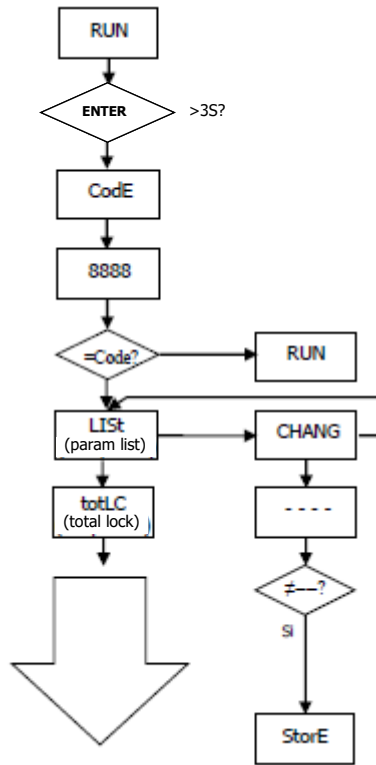 RUN
ENTER >3S?
CodE
8888
=Code?
RUN
LISt
(param list)
CHANG
totLC
(total lock)
- - - -
≠----?
Si
StorE